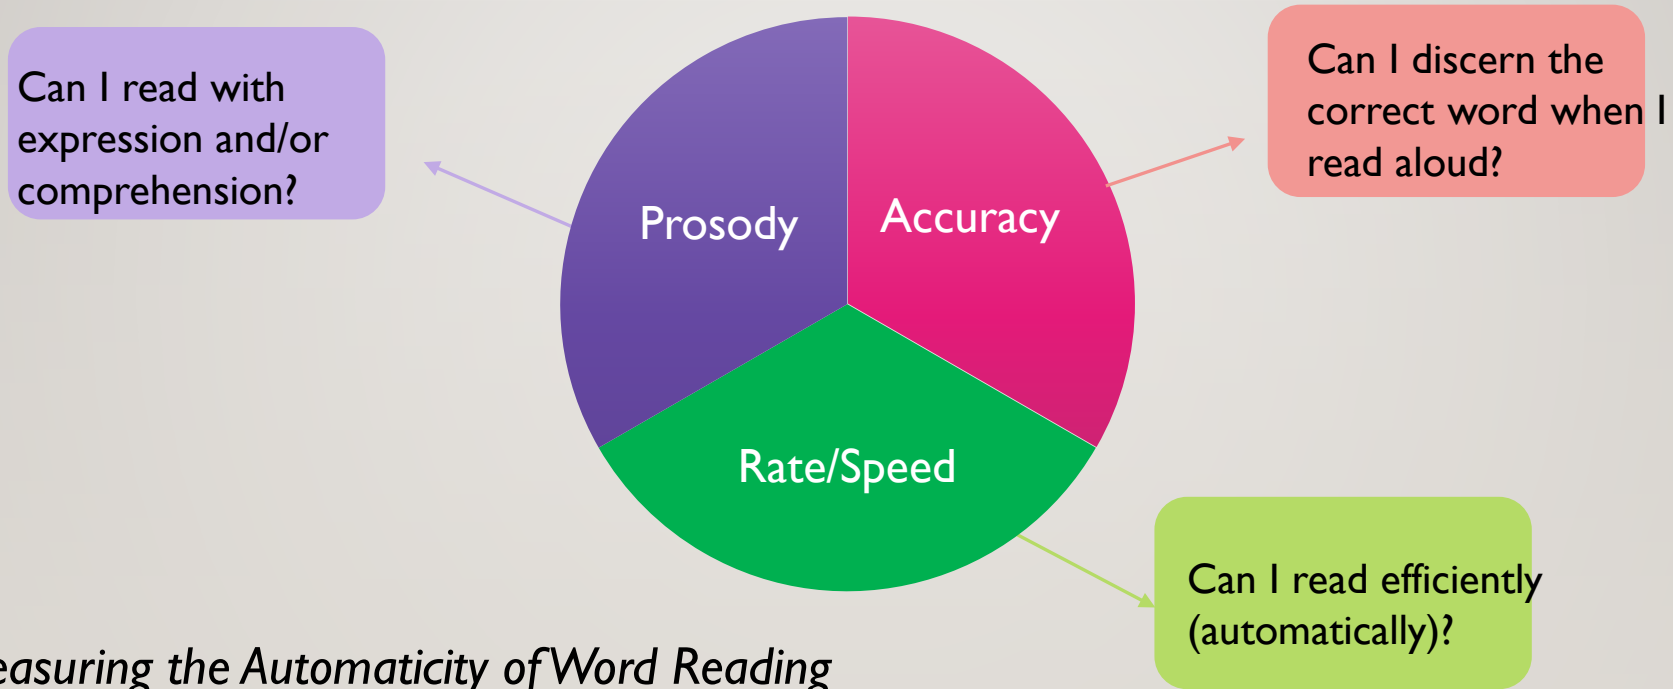 Can I read with
expression and/or
comprehension?
Prosody
Accuracy
Can I discern the
correct word when I
read aloud?
Rate/Speed
Can I read efficiently
(automatically)?
the Automaticity of Word Reading